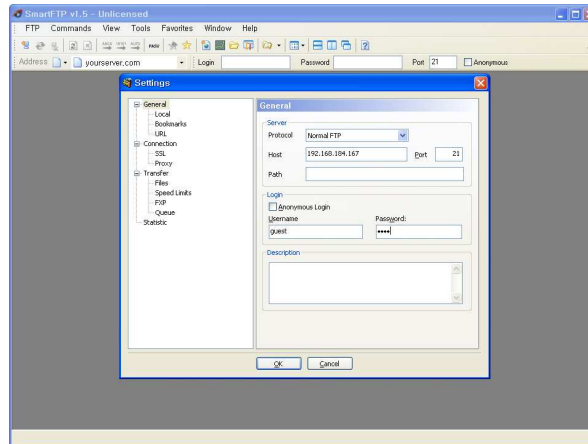 SmartFTP v1.5 - Unlicensed
FTP Commands View Tools Favorites Window Help
Address yourserver.com Login Password Port 21 Anonymous
Settings
General
Local
Bookmarks
URL
Connection
SSL
Proxy
Transfer
Files
Speed Limits
FXP
Queue
Statistic
General
Server
Protocol Normal FTP
Host 192.168.184.167 Port 21
Path
Login
Anonymous Login
Username Password:
guest ••••
Description
OK Cancel